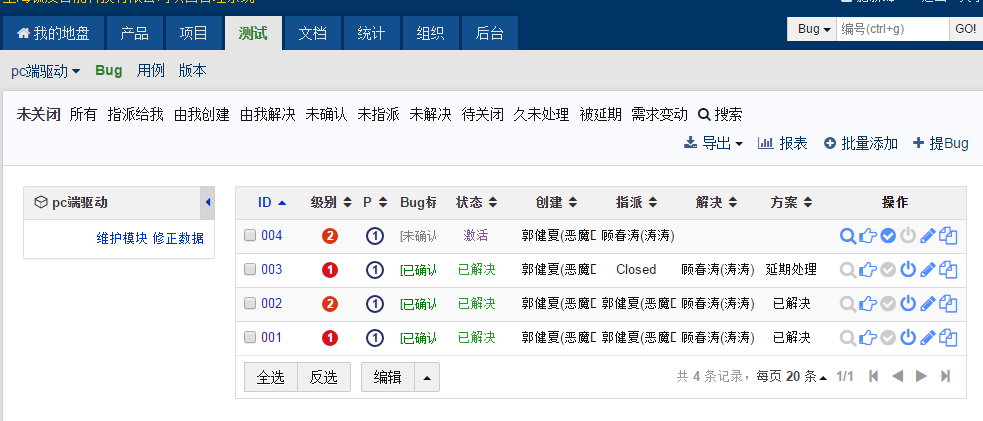 我的地盘 产品 项目 测试 文档 统计 组织 后台 Bug 编号(ctrl+g) GO!
pc端驱动 Bug 用例 版本
未关闭 所有 指派给我 由我创建 由我解决 未确认 未指派 未解决 待关闭 久未处理 被延期 需求变动 搜索
导出 报表 批量添加 提Bug
pc端驱动
维护模块 修正数据
ID 级别 P Bug标 状态 创建 指派 解决 方案 操作
004 2 1 [未确认 激活 郭健夏(恶魔 顾春涛(涛涛)
003 1 1 [已确认 已解决 郭健夏(恶魔 Closed 顾春涛(涛涛) 延期处理
002 2 1 [已确认 已解决 郭健夏(恶魔 郭健夏(恶魔 顾春涛(涛涛) 已解决
001 1 1 [已确认 已解决 郭健夏(恶魔 郭健夏(恶魔 顾春涛(涛涛) 已解决
全选 反选 编辑 共 4 条记录，每页 20 条 1/1